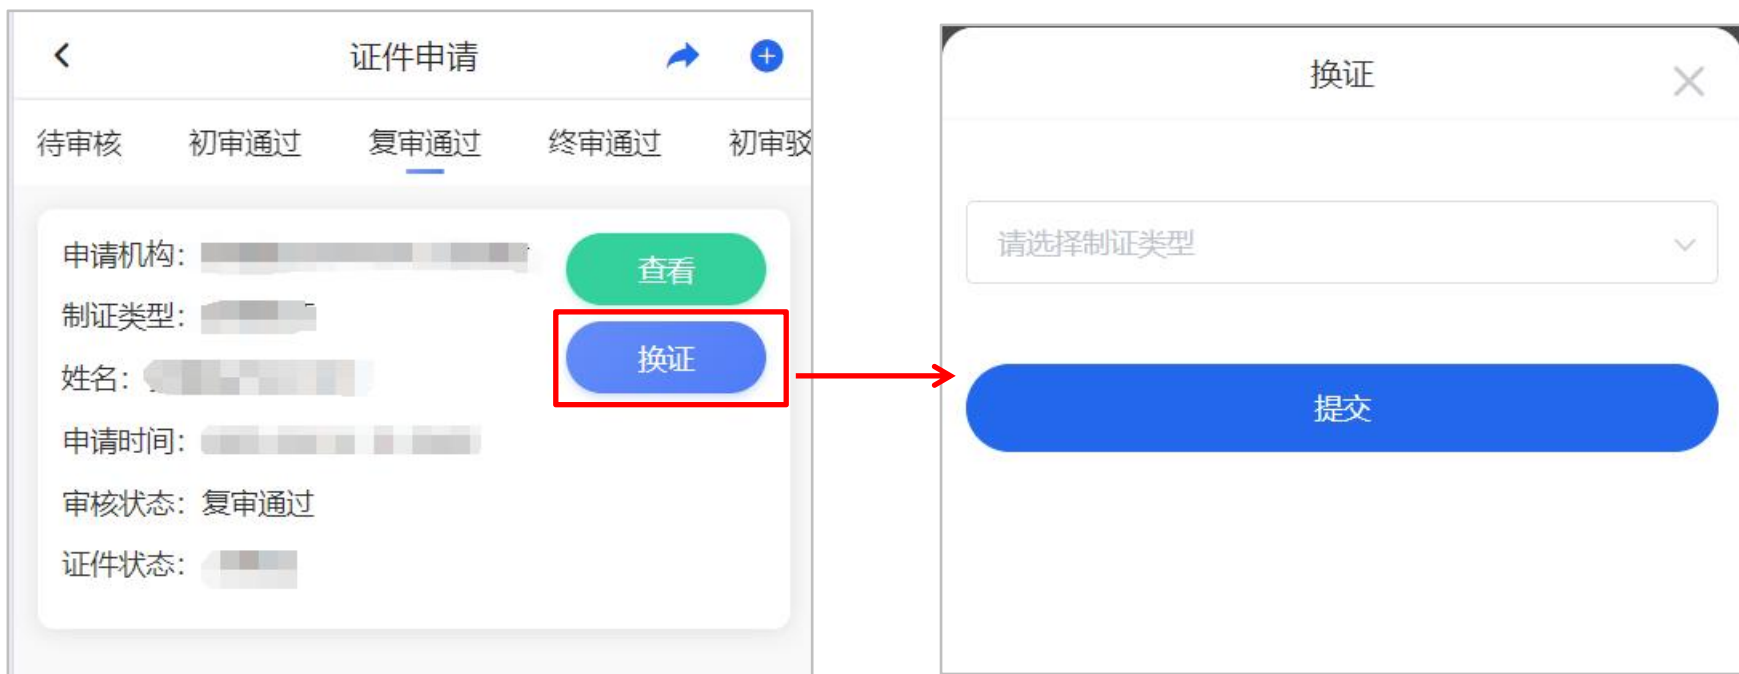 证件申请
待审核 初审通过 复审通过 终审通过 初审驳
申请机构：
查看
制证类型：
换证
姓名：
申请时间：
审核状态：复审通过
证件状态：
换证
请选择制证类型
提交